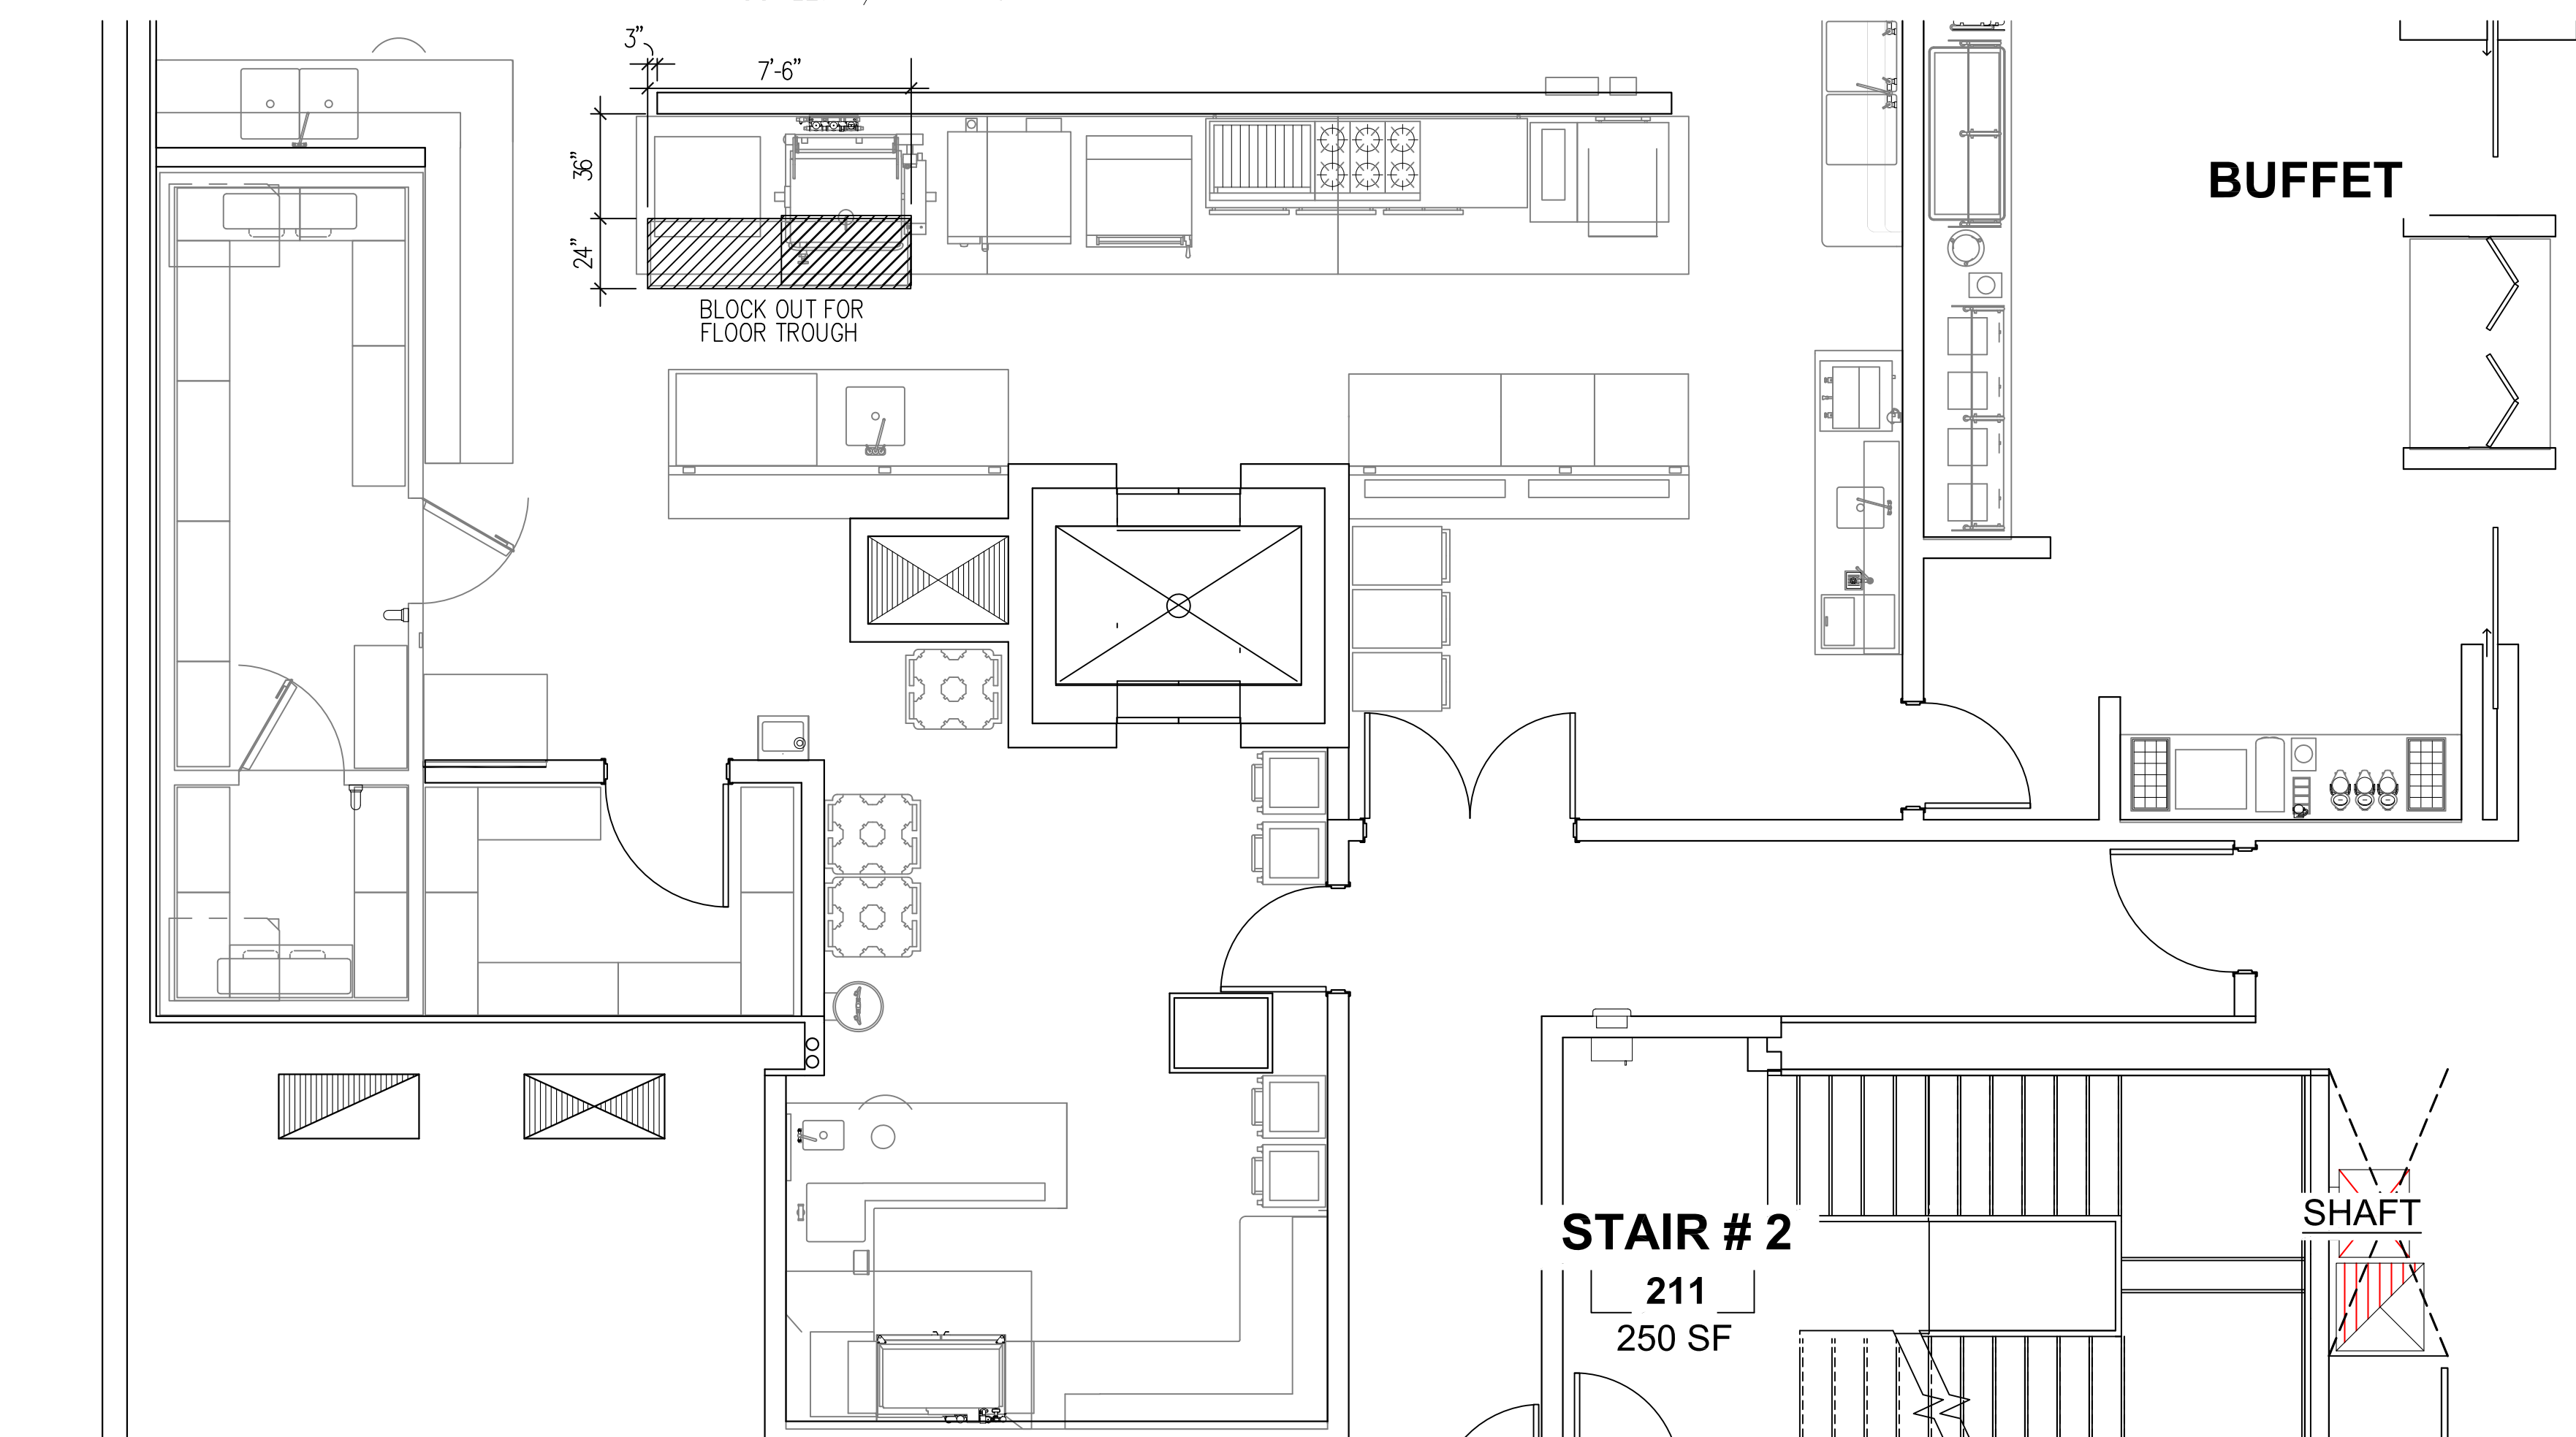 3"
7'-6"
36"
24"
BLOCK OUT FOR
FLOOR TROUGH
BUFFET
STAIR # 2
211
250 SF
SHAFT